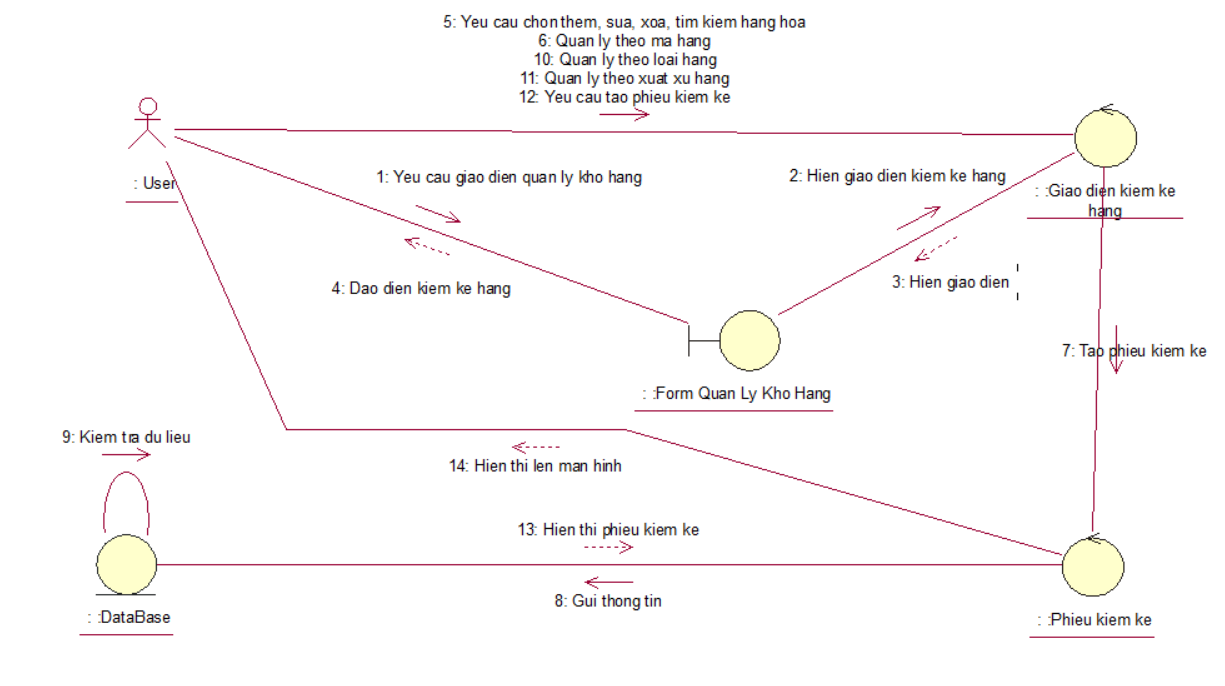 5: Yeu cau chon them, sua, xoa, tim kiem hang hoa
6: Quan ly theo ma hang
10: Quan ly theo loai hang
11: Quan ly theo xuat xu hang
12: Yeu cau tao phieu kiem ke
: User
1: Yeu cau giao dien quan ly kho hang
2: Hien giao dien kiem ke hang
: :Giao dien kiem ke
hang
4: Dao dien kiem ke hang
3: Hien giao dien
7: Tao phieu kiem ke
: :Form Quan Ly Kho Hang
9: Kiem tra du lieu
14: Hien thi len man hinh
13: Hien thi phieu kiem ke
8: Gui thong tin
: :DataBase
: :Phieu kiem ke